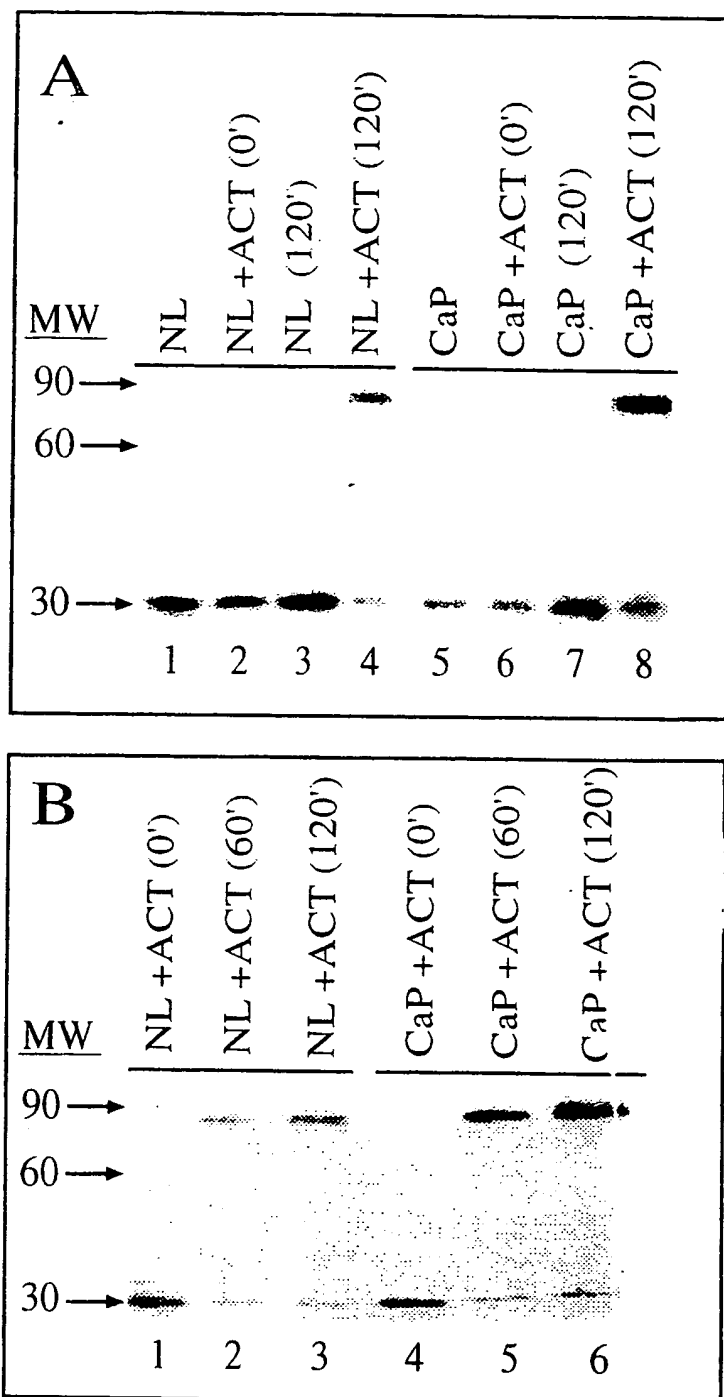 A
NL
NL +ACT (0')
NL (120')
NL +ACT (120')
CaP
CaP +ACT (0')
CaP (120')
CaP +ACT (120')
MW
90
60
30
1 2 3 4 5 6 7 8
B
NL +ACT (0')
NL +ACT (60')
NL +ACT (120')
CaP +ACT (0')
CaP +ACT (60')
CaP +ACT (120')
MW
90
60
30
1 2 3 4 5 6